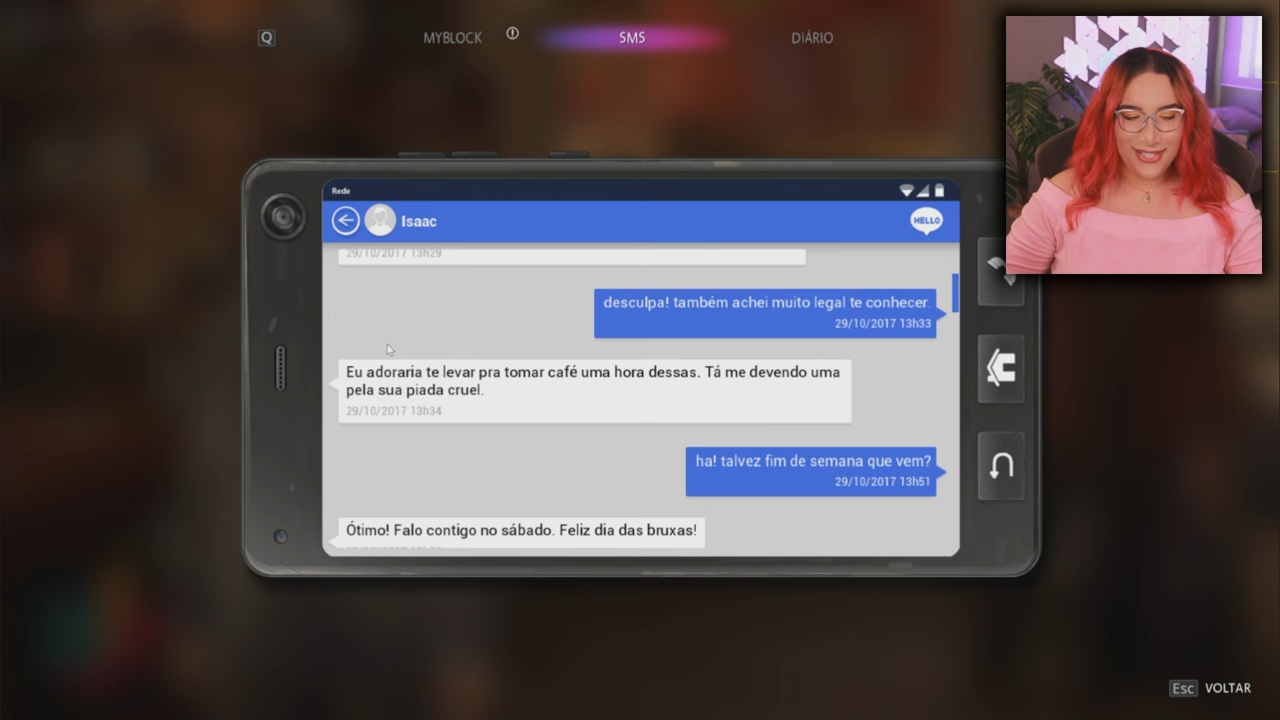 Q
MYBLOCK
SMS
DIÁRIO
Rede
Isaac
HELLO
29/10/2017 13h29
desculpa! também achei muito legal te conhecer.
29/10/2017 13h33
Eu adoraria te levar pra tomar café uma hora dessas. Tá me devendo uma
pela sua piada cruel.
29/10/2017 13h34
ha! talvez fim de semana que vem?
29/10/2017 13h51
Ótimo! Falo contigo no sábado. Feliz dia das bruxas!
Esc VOLTAR